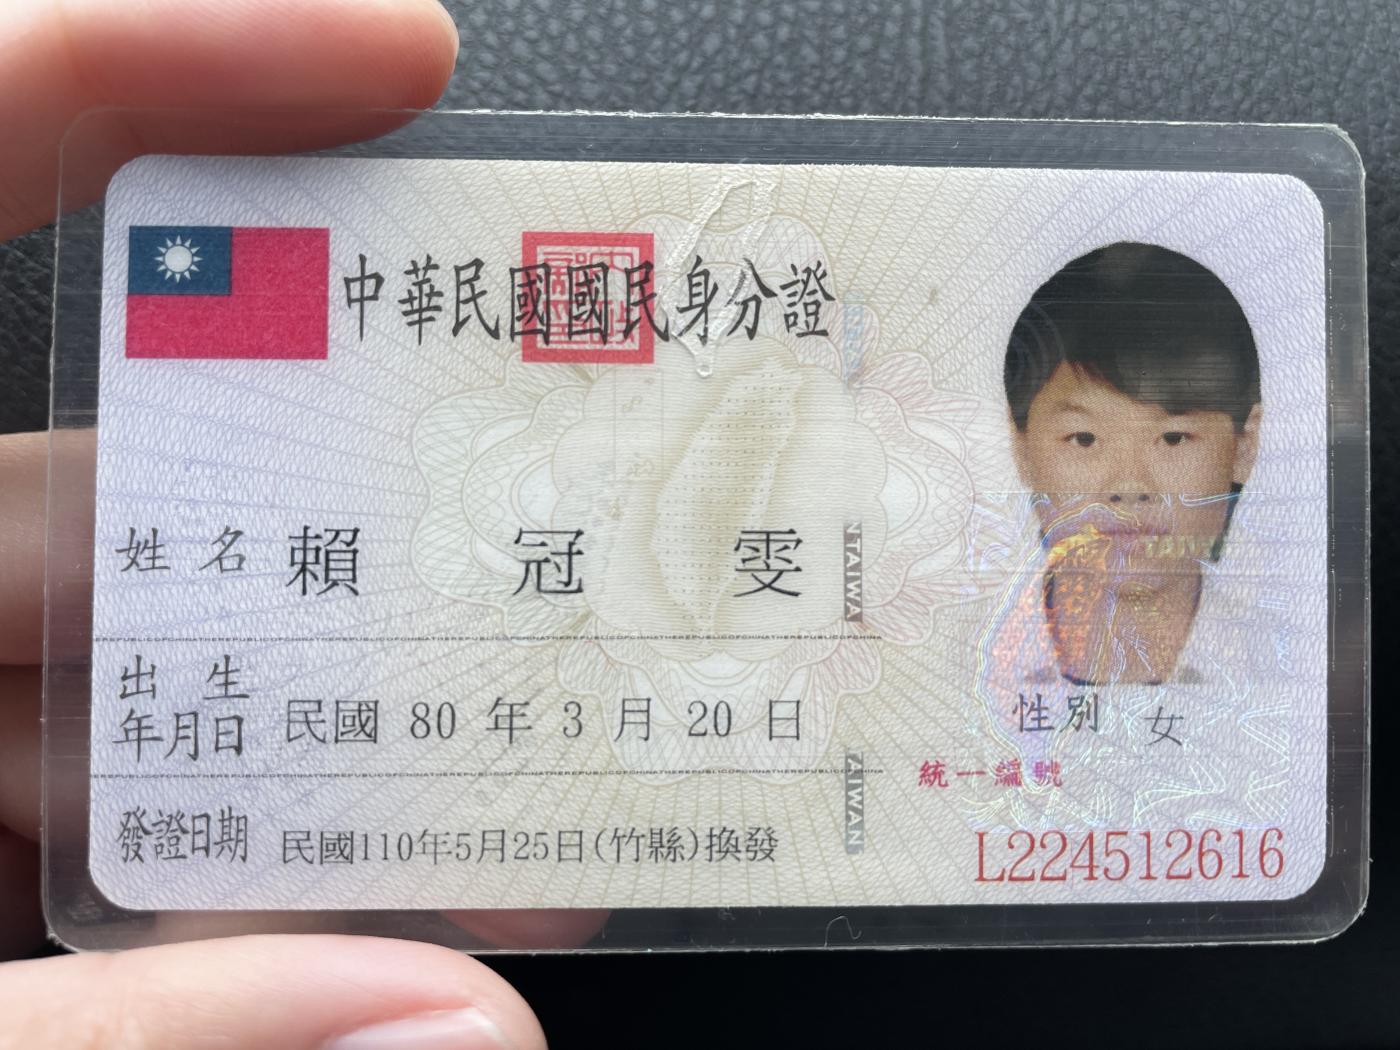 中華民國國民身分證
姓名 賴冠雯
出生年月日 民國 80 年 3 月 20 日
性別 女
發證日期 民國110年5月25日(竹縣)換發
統一編號
L224512616
TAIWAN